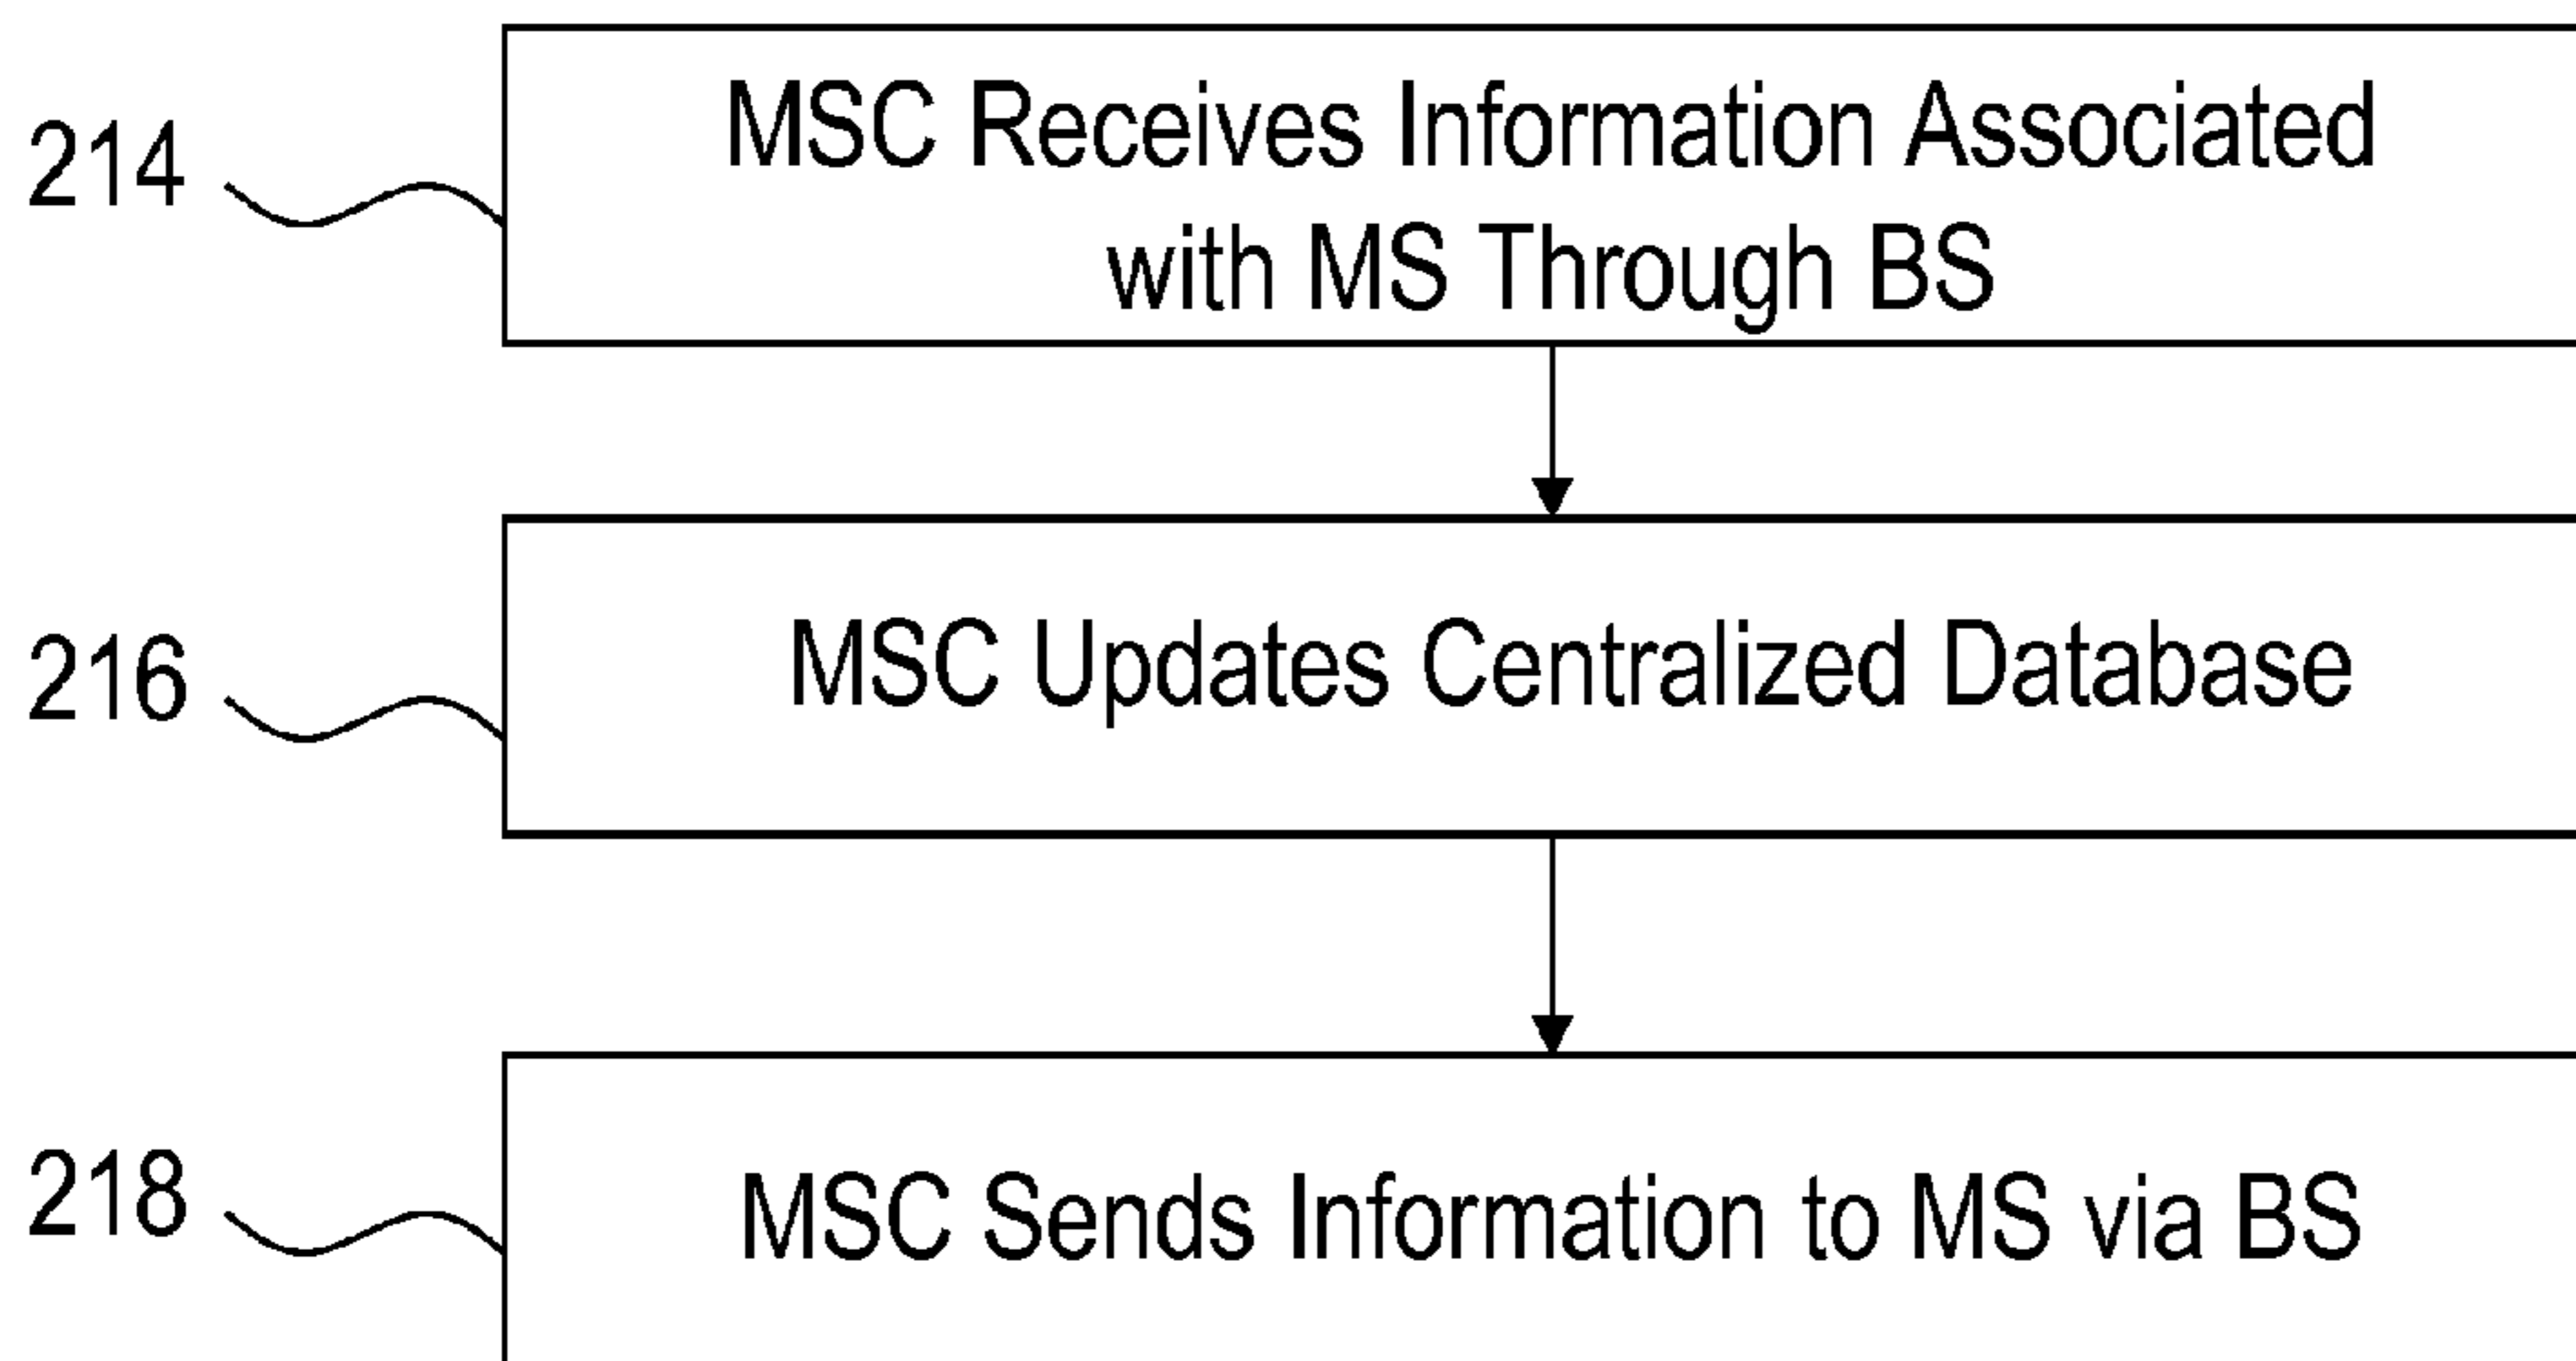 214
MSC Receives Information Associated
with MS Through BS
216
MSC Updates Centralized Database
218
MSC Sends Information to MS via BS